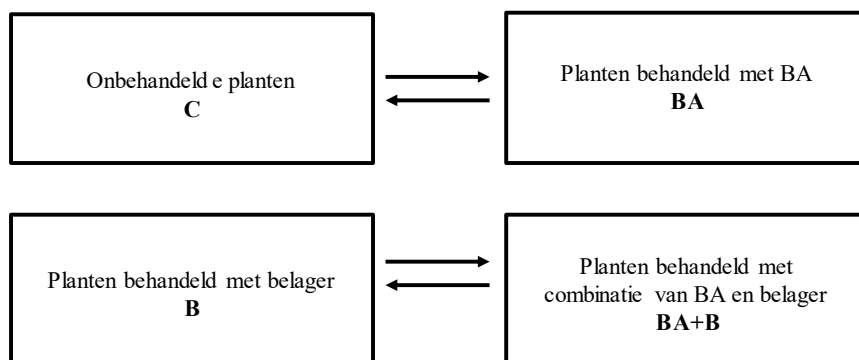 Onbehandeld e planten
C
Planten behandeld met BA
BA
Planten behandeld met belager
B
Planten behandeld met
combinatie van BA en belager
BA+B